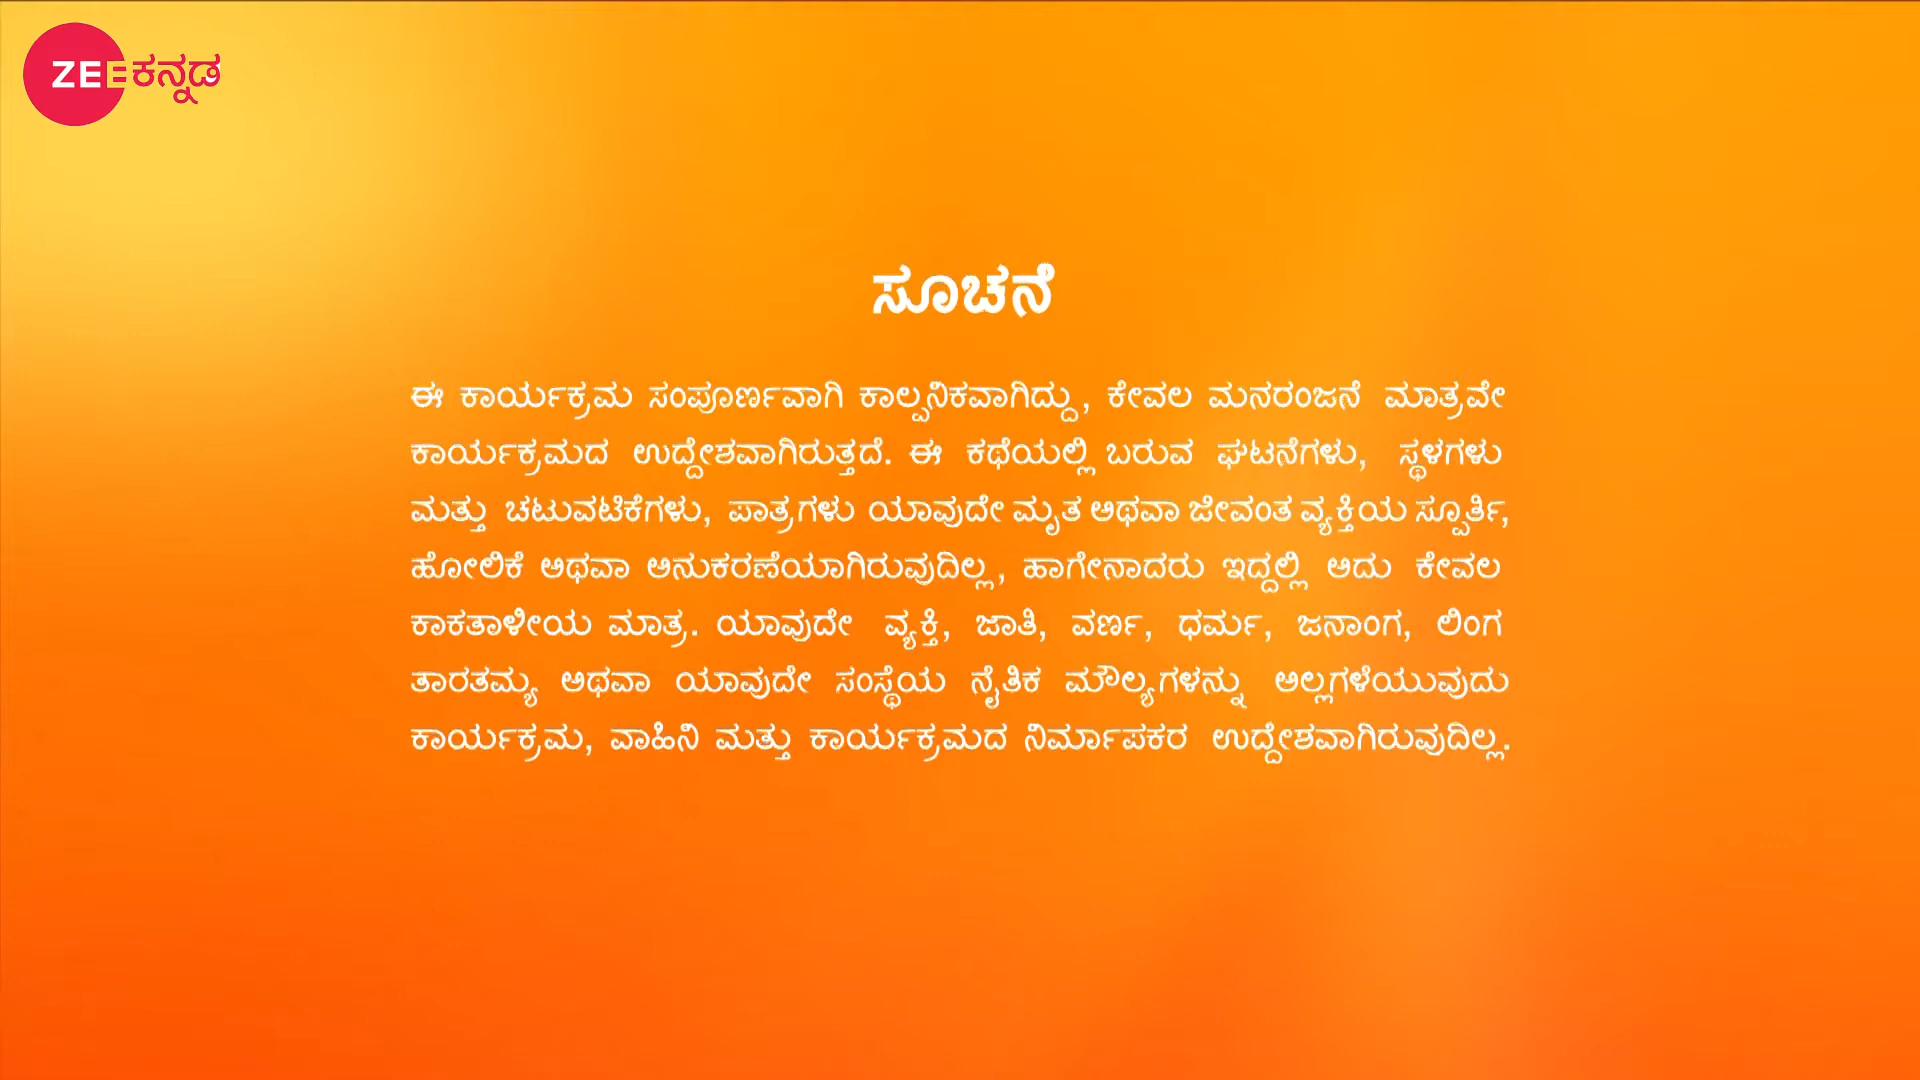 ZEEಕನ್ನಡ
ಸೂಚನೆ
ಈ ಕಾರ್ಯಕ್ರಮ ಸಂಪೂರ್ಣವಾಗಿ ಕಾಲ್ಪನಿಕವಾಗಿದ್ದು, ಕೇವಲ ಮನರಂಜನೆ ಮಾತ್ರವೇ
ಕಾರ್ಯಕ್ರಮದ ಉದ್ದೇಶವಾಗಿರುತ್ತದೆ. ಈ ಕಥೆಯಲ್ಲಿ ಬರುವ ಘಟನೆಗಳು, ಸ್ಥಳಗಳು
ಮತ್ತು ಚಟುವಟಿಕೆಗಳು, ಪಾತ್ರಗಳು ಯಾವುದೇ ಮೃತ ಅಥವಾ ಜೀವಂತ ವ್ಯಕ್ತಿಯ ಸ್ಪೂರ್ತಿ,
ಹೋಲಿಕೆ ಅಥವಾ ಅನುಕರಣೆಯಾಗಿರುವುದಿಲ್ಲ, ಹಾಗೇನಾದರು ಇದ್ದಲ್ಲಿ ಅದು ಕೇವಲ
ಕಾಕತಾಳೀಯ ಮಾತ್ರ. ಯಾವುದೇ ವ್ಯಕ್ತಿ, ಜಾತಿ, ವರ್ಣ, ಧರ್ಮ, ಜನಾಂಗ, ಲಿಂಗ
ತಾರತಮ್ಯ ಅಥವಾ ಯಾವುದೇ ಸಂಸ್ಥೆಯ ನೈತಿಕ ಮೌಲ್ಯಗಳನ್ನು ಅಲ್ಲಗಳೆಯುವುದು
ಕಾರ್ಯಕ್ರಮ, ವಾಹಿನಿ ಮತ್ತು ಕಾರ್ಯಕ್ರಮದ ನಿರ್ಮಾಪಕರ ಉದ್ದೇಶವಾಗಿರುವುದಿಲ್ಲ.